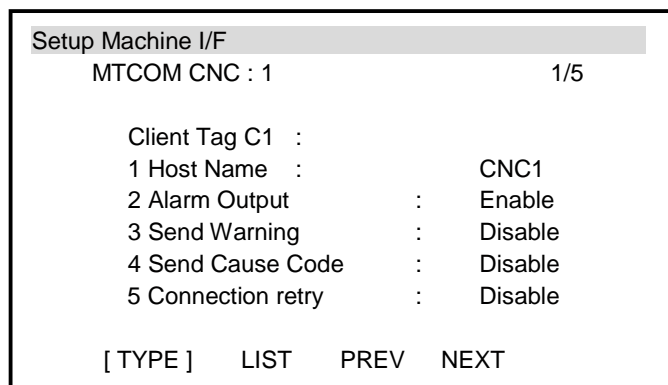 Setup Machine I/F
MTCOM CNC : 1 1/5
Client Tag C1 :
1 Host Name : CNC1
2 Alarm Output : Enable
3 Send Warning : Disable
4 Send Cause Code : Disable
5 Connection retry : Disable
[ TYPE ] LIST PREV NEXT